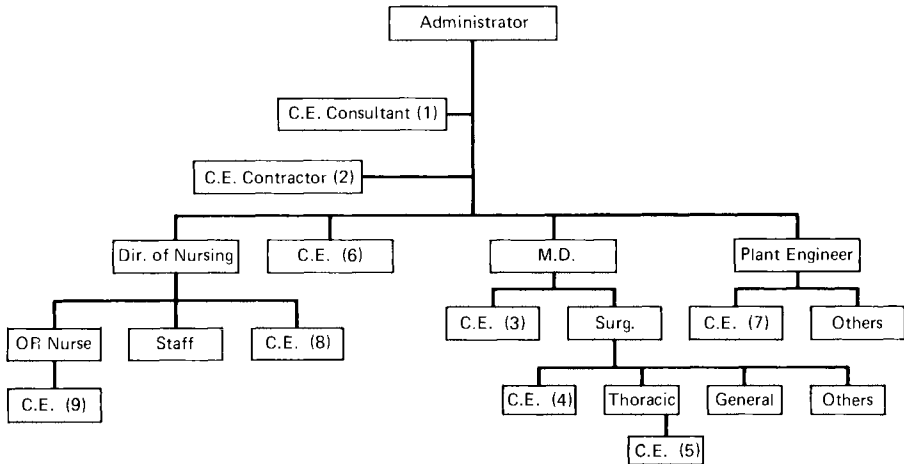 Administrator
C.E. Consultant (1)
C.E. Contractor (2)
Dir. of Nursing
C.E. (6)
M.D.
Plant Engineer
OR Nurse
Staff
C.E. (8)
C.E. (3)
Surg.
C.E. (7)
Others
C.E. (9)
C.E. (4)
Thoracic
General
Others
C.E. (5)